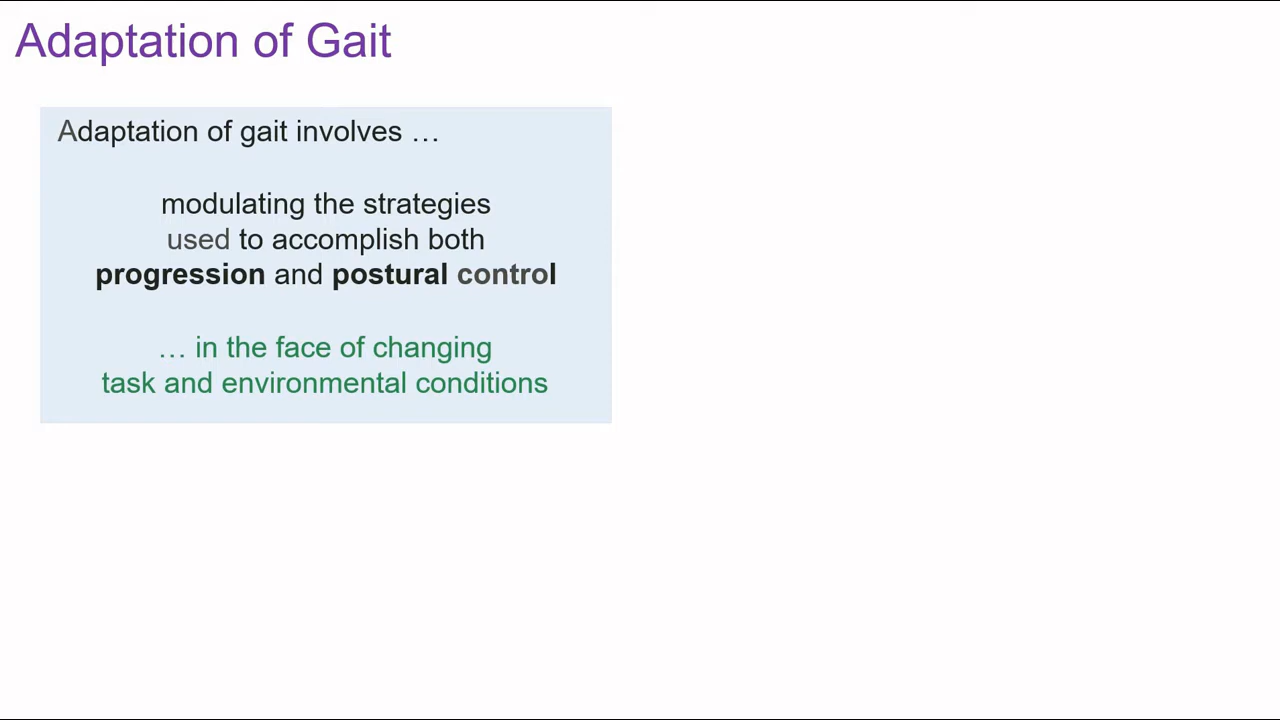 Adaptation of Gait
Adaptation of gait involves …
modulating the strategies
used to accomplish both
progression and postural control
… in the face of changing
task and environmental conditions